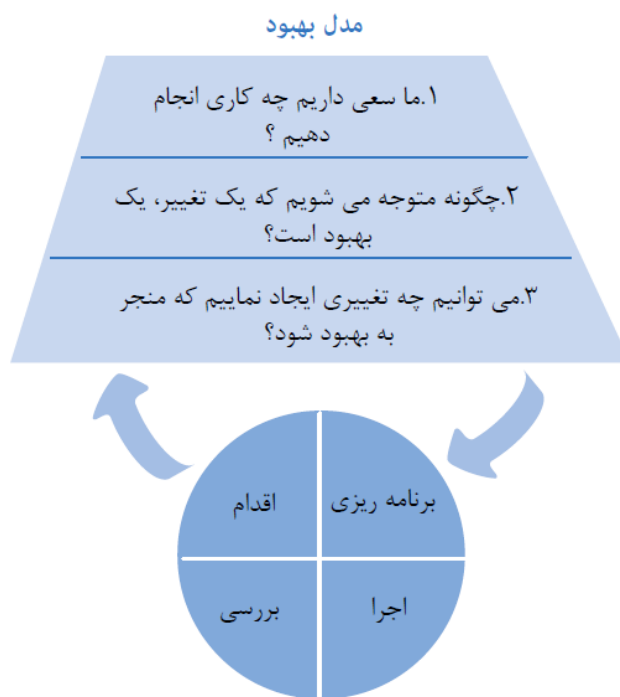 مدل بهبود
۱.ما سعی داریم چه کاری انجام
دهیم ؟
۲.چگونه متوجه می شویم که یک تغییر، یک
بهبود است؟
۳.می توانیم چه تغییری ایجاد نماییم که منجر
به بهبود شود؟
برنامه ریزی
اقدام
اجرا
بررسی